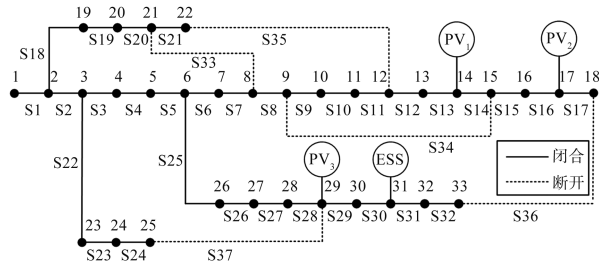 19 20 21 22
S18 S19 S20 S21 S35
S33
PV1 PV2
1 2 3 4 5 6 7 8 9 10 11 12 13 14 15 16 17 18
S1 S2 S3 S4 S5 S6 S7 S8 S9 S10 S11 S12 S13 S14 S15 S16 S17
S34
S22 S25 PV3 ESS 闭合
断开
26 27 28 29 30 31 32 33
S26 S27 S28 S29 S30 S31 S32 S36
23 24 25
S23 S24 S37